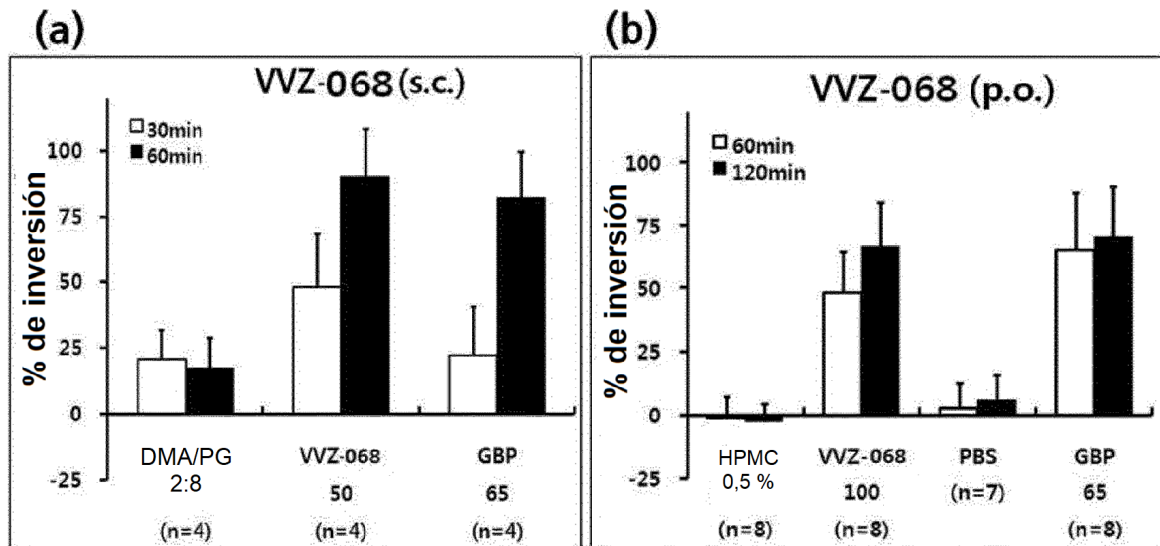 (a)
VVZ-068 (s.c.)
30min
60min
% de inversión
100
75
50
25
0
-25
DMA/PG
2:8
(n=4)
VVZ-068
50
(n=4)
GBP
65
(n=4)
(b)
VVZ-068 (p.o.)
60min
120min
% de inversión
100
75
50
25
0
-25
HPMC
0,5 %
(n=8)
VVZ-068
100
(n=8)
PBS
(n=7)
GBP
65
(n=8)